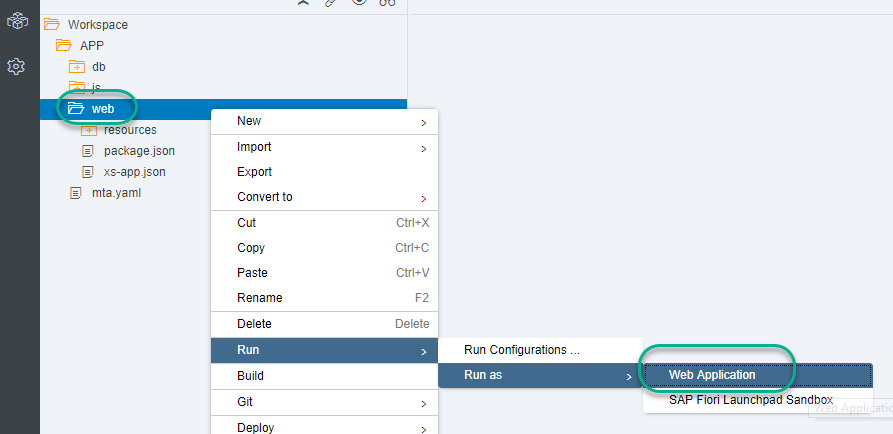 Workspace
APP
db
js
web
resources
package.json
xs-app.json
mta.yaml
New
Import
Export
Convert to
Cut Ctrl+X
Copy Ctrl+C
Paste Ctrl+V
Rename F2
Delete Delete
Run
Build
Git
Deploy
Run Configurations ...
Run as
Web Application
SAP Fiori Launchpad Sandbox
Web Applicatio